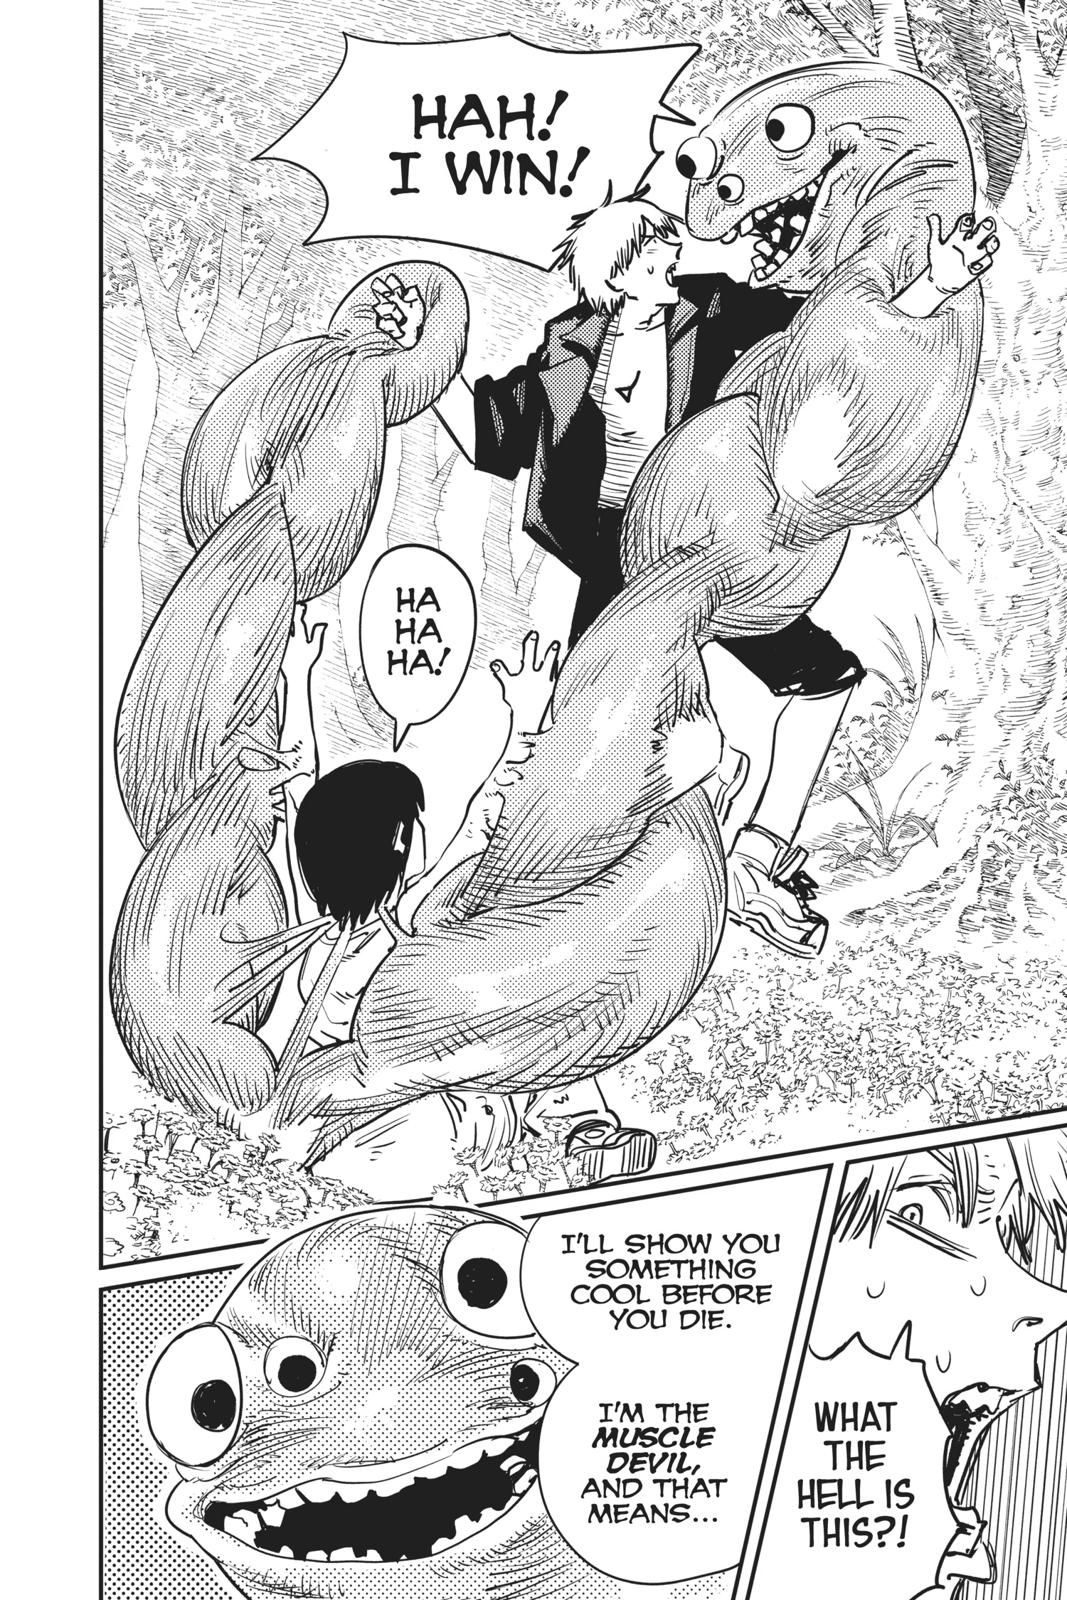 HAH!
I WIN!
HA
HA
HA!
WHAT
THE
HELL IS
THIS?!
I'LL SHOW YOU
SOMETHING
COOL BEFORE
YOU DIE.
I'M THE
MUSCLE
DEVIL,
AND THAT
MEANS...